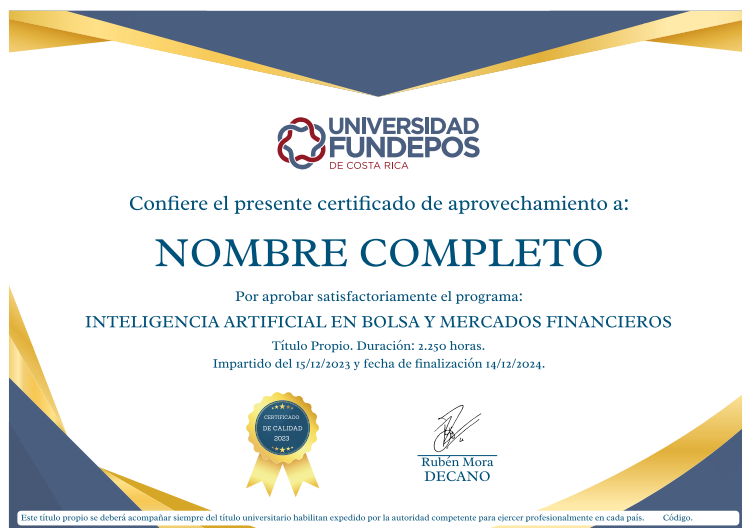 UNIVERSIDAD
FUNDEPOS
DE COSTA RICA
Confiere el presente certificado de aprovechamiento a:
NOMBRE COMPLETO
Por aprobar satisfactoriamente el programa:
INTELIGENCIA ARTIFICIAL EN BOLSA Y MERCADOS FINANCIEROS
Título Propio. Duración: 2.250 horas.
Impartido del 15/12/2023 y fecha de finalización 14/12/2024.
CERTIFICADO
DE CALIDAD
2023
Rubén Mora
DECANO
Este título propio se deberá acompañar siempre del título universitario habilitan expedido por la autoridad competente para ejercer profesionalmente en cada país. Código.